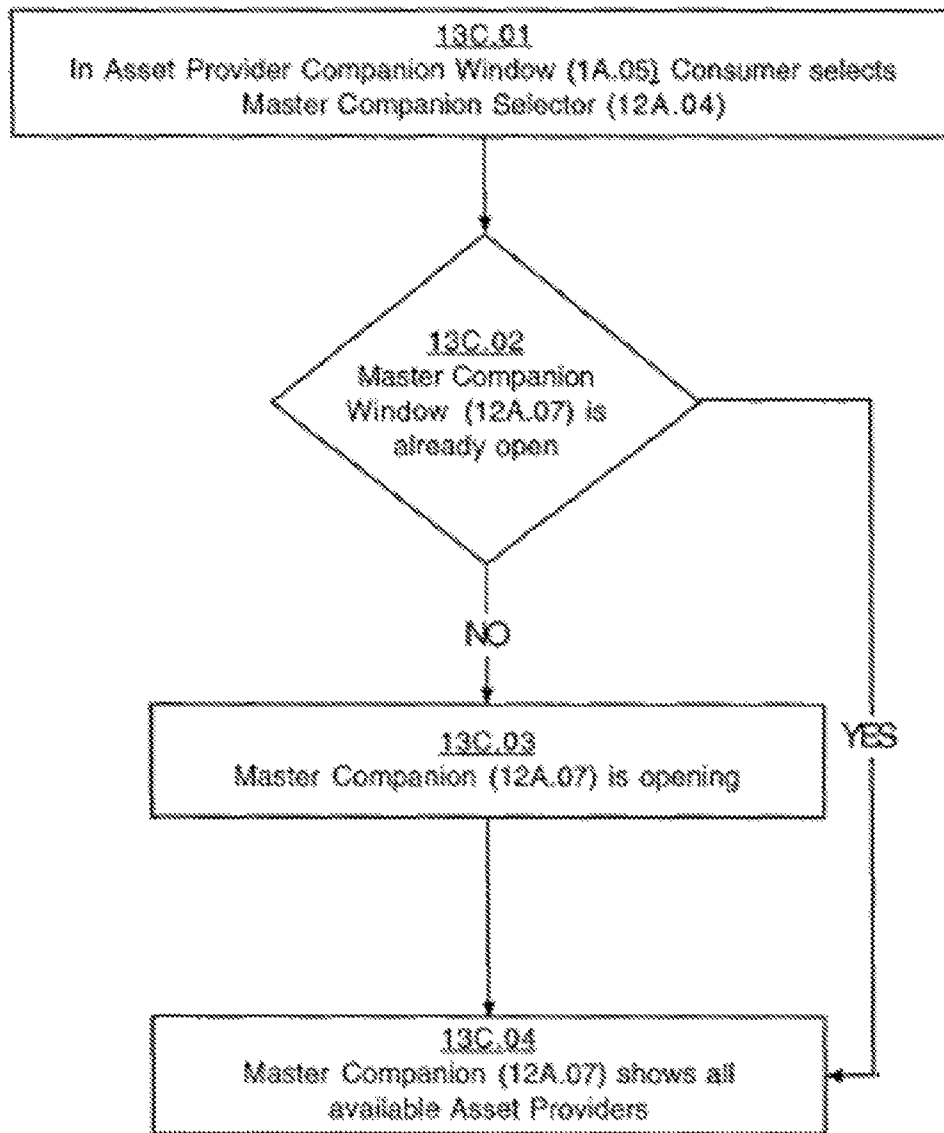 13C.01
In Asset Provider Companion Window (1A.05) Consumer selects
Master Companion Selector (12A.04)
13C.02
Master Companion
Window (12A.07) is
already open
NO
13C.03
Master Companion (12A.07) is opening
YES
13C.04
Master Companion (12A.07) shows all
available Asset Providers